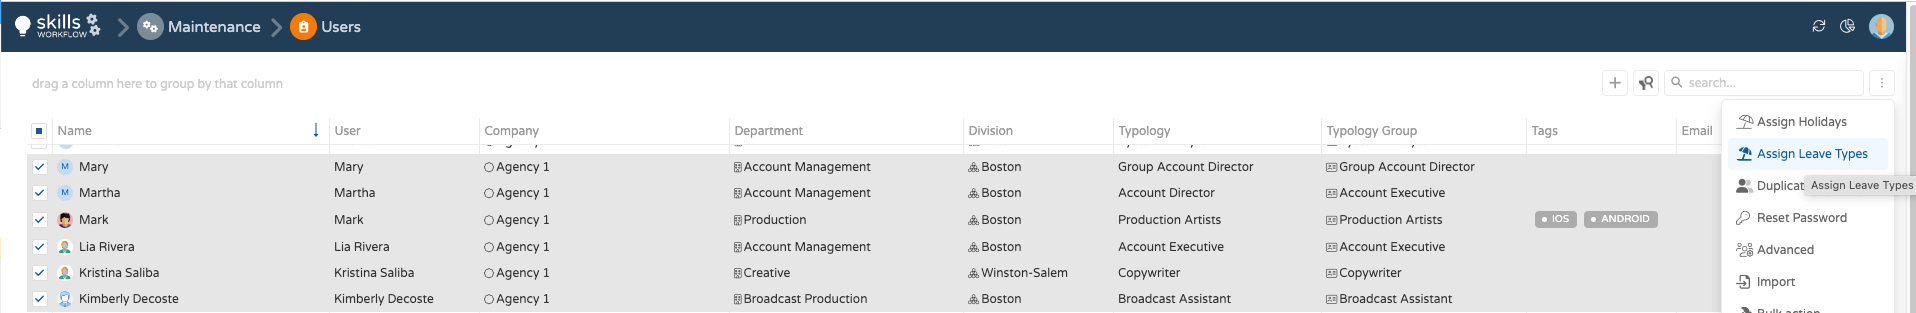 skills WORKFLOW Maintenance Users
drag a column here to group by that column search...
Name User Company Department Division Typology Typology Group Tags Email
M Mary Mary Agency 1 Account Management Boston Group Account Director Group Account Director
M Martha Martha Agency 1 Account Management Boston Account Director Account Executive
Mark Mark Agency 1 Production Boston Production Artists Production Artists IOS ANDROID
Lia Rivera Lia Rivera Agency 1 Account Management Boston Account Executive Account Executive
Kristina Saliba Kristina Saliba Agency 1 Creative Winston-Salem Copywriter Copywriter
Kimberly Decoste Kimberly Decoste Agency 1 Broadcast Production Boston Broadcast Assistant Broadcast Assistant
Assign Holidays
Assign Leave Types
Duplicat Assign Leave Types
Reset Password
Advanced
Import
Bulk action